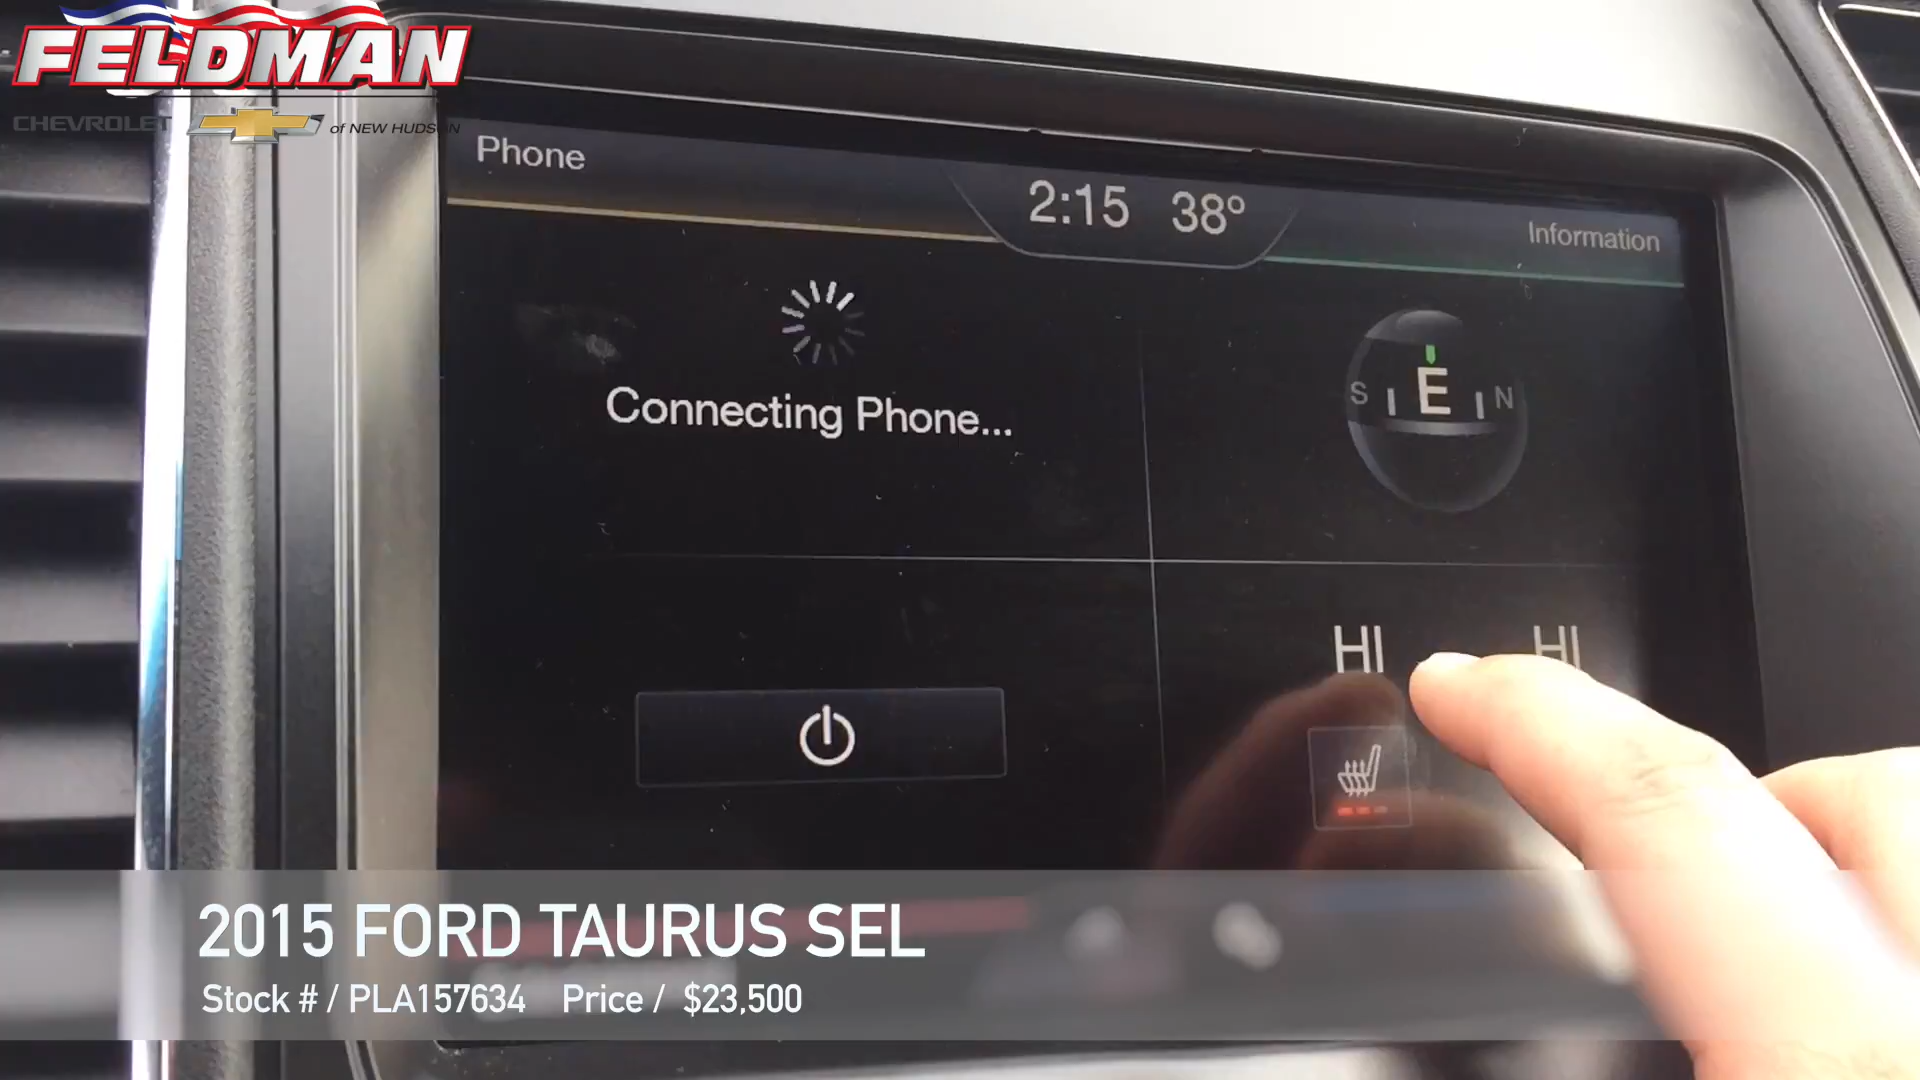 FELDMAN
CHEVROLET of NEW HUDSON
Phone
2:15 38º
Information
Connecting Phone...
S E N
HI HI
2015 FORD TAURUS SEL
Stock # / PLA157634 Price / $23,500